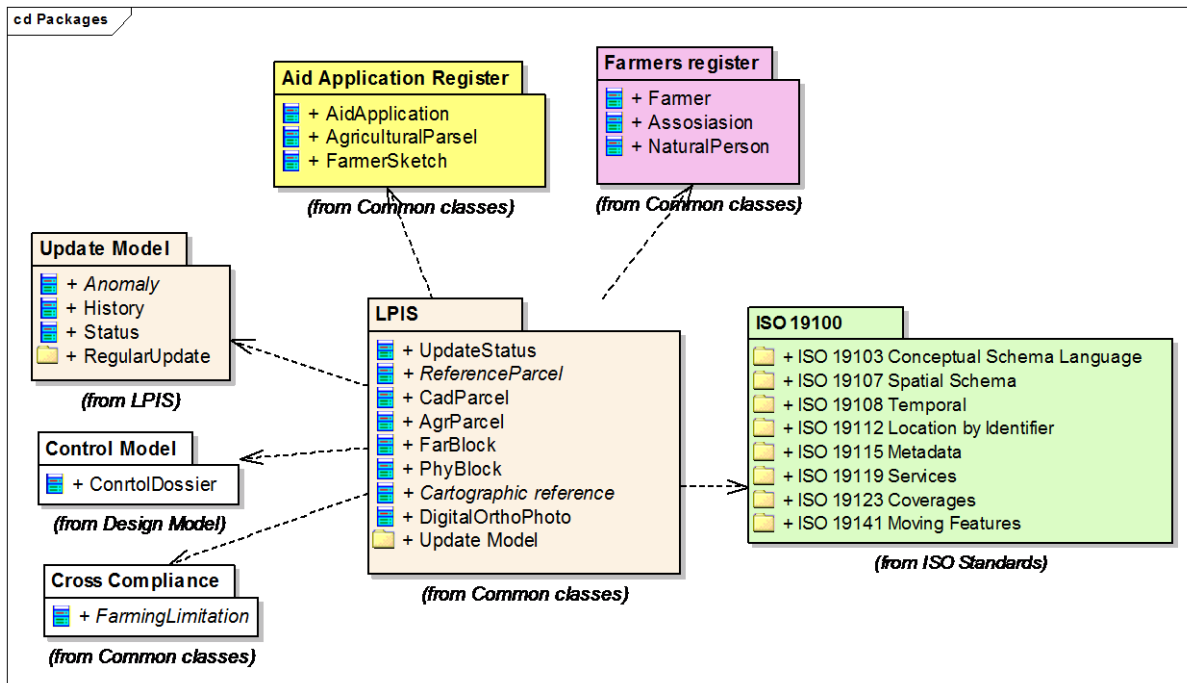 cd Packages
Aid Application Register
+ AidApplication
+ AgriculturalParsel
+ FarmerSketch
(from Common classes)
Farmers register
+ Farmer
+ Assosiasion
+ NaturalPerson
(from Common classes)
Update Model
+ Anomaly
+ History
+ Status
+ RegularUpdate
(from LPIS)
Control Model
+ ConrtolDossier
(from Design Model)
Cross Compliance
+ FarmingLimitation
(from Common classes)
LPIS
+ UpdateStatus
+ ReferenceParcel
+ CadParcel
+ AgrParcel
+ FarBlock
+ PhyBlock
+ Cartographic reference
+ DigitalOrthoPhoto
+ Update Model
(from Common classes)
ISO 19100
+ ISO 19103 Conceptual Schema Language
+ ISO 19107 Spatial Schema
+ ISO 19108 Temporal
+ ISO 19112 Location by Identifier
+ ISO 19115 Metadata
+ ISO 19119 Services
+ ISO 19123 Coverages
+ ISO 19141 Moving Features
(from ISO Standards)